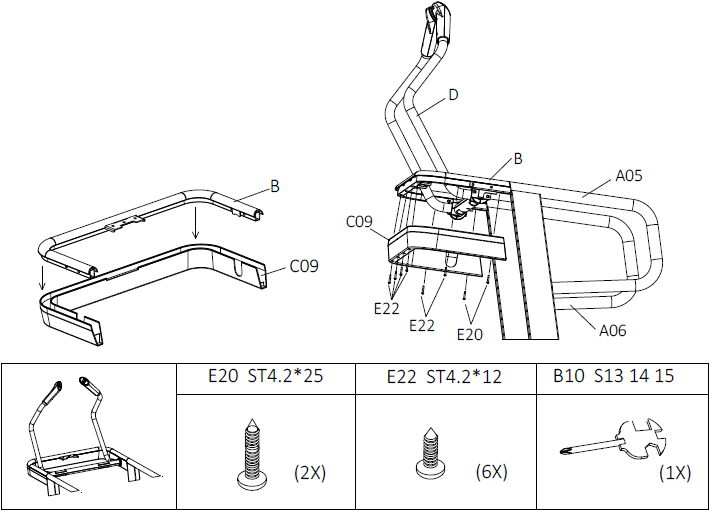 B
C09
D
B
A05
C09
E22
E22
E20
A06
E20 ST4.2*25
E22 ST4.2*12
B10 S13 14 15
(2X)
(6X)
(1X)